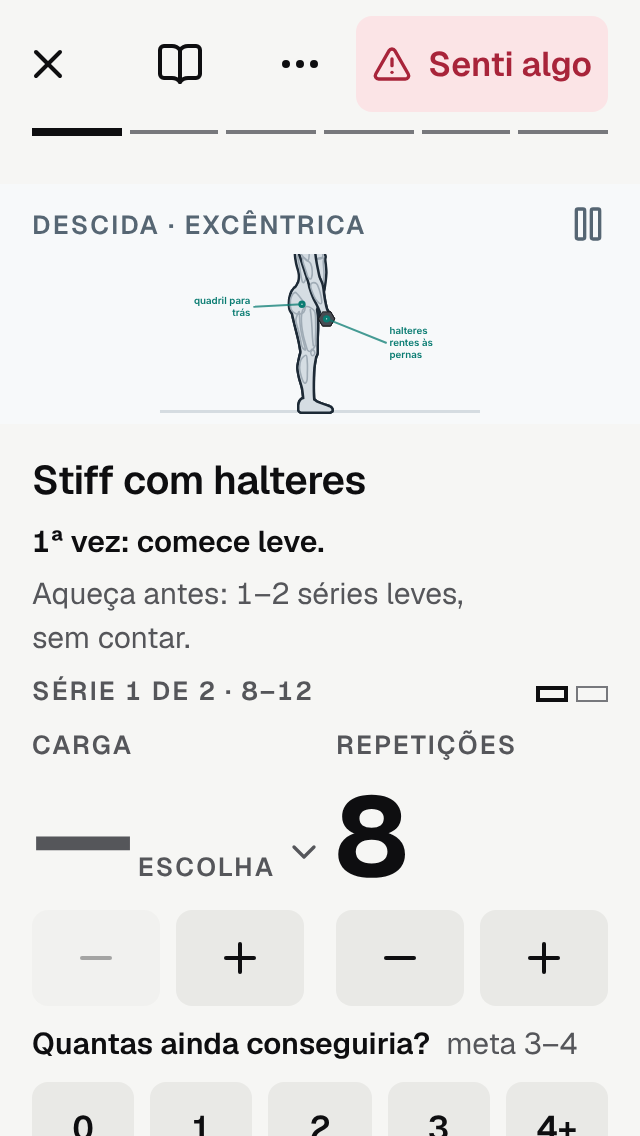 Senti algo
DESCIDA · EXCÊNTRICA
quadril para
trás
halteres
rentes às
pernas
Stiff com halteres
1ª vez: comece leve.
Aqueça antes: 1–2 séries leves,
sem contar.
SÉRIE 1 DE 2 · 8–12
CARGA
REPETIÇÕES
— ESCOLHA
8
− + − +
Quantas ainda conseguiria? meta 3–4
0 1 2 3 4+